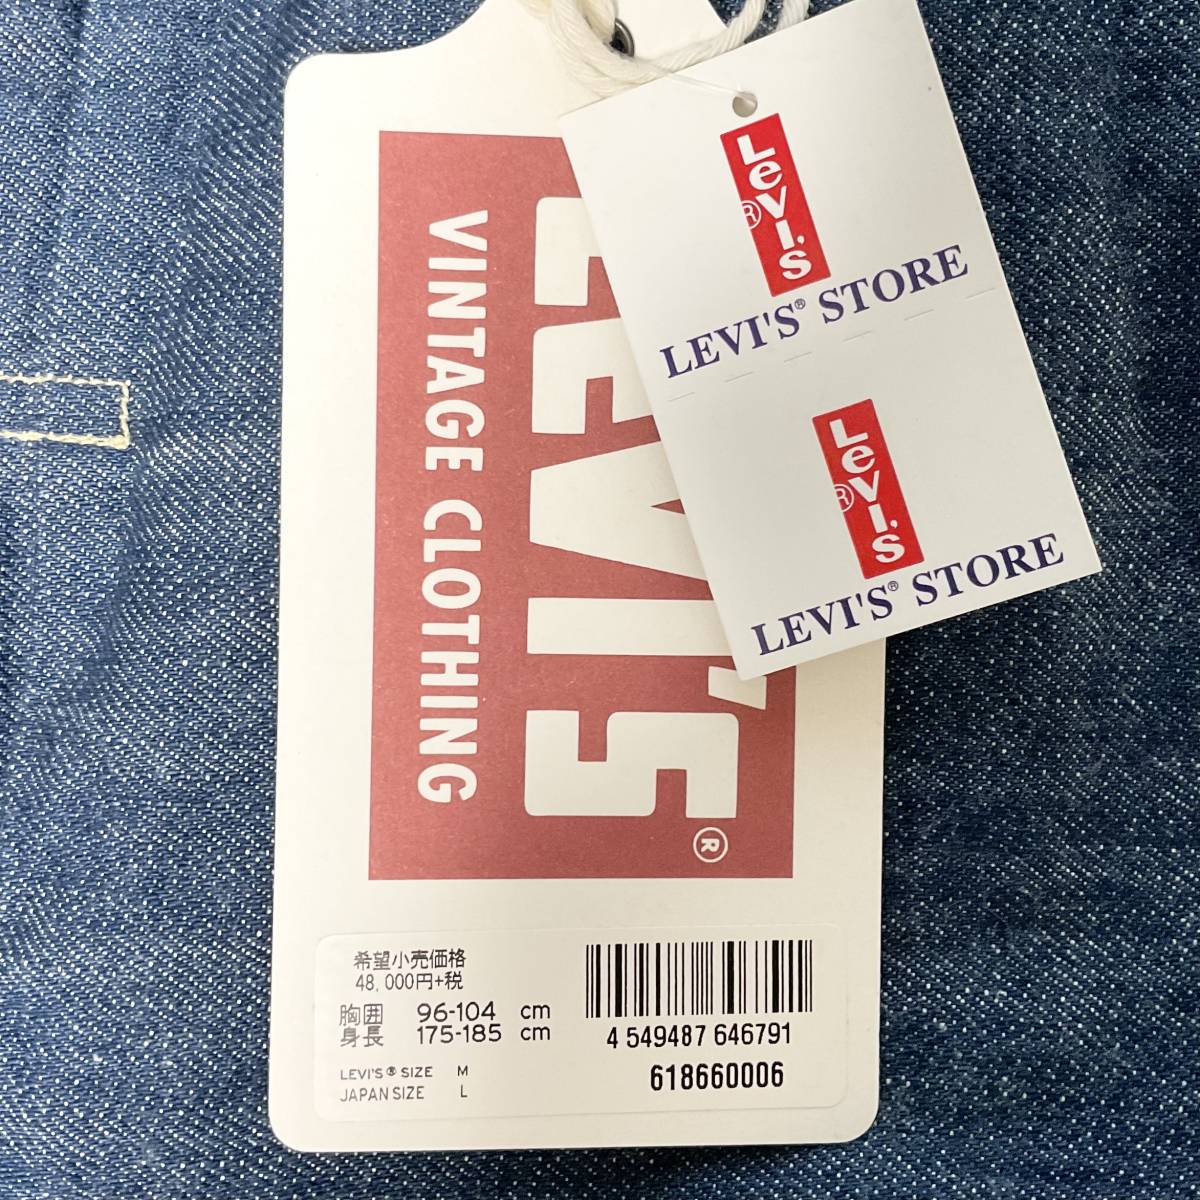 LEVI'S
®
VINTAGE CLOTHING
Levi's
®
LEVI'S® STORE
Levi's
®
LEVI'S® STORE
希望小売価格
48,000円+税
胸囲 96-104 cm
身長 175-185 cm
LEVI'S® SIZE M
JAPAN SIZE L
4 549487 646791
618660006